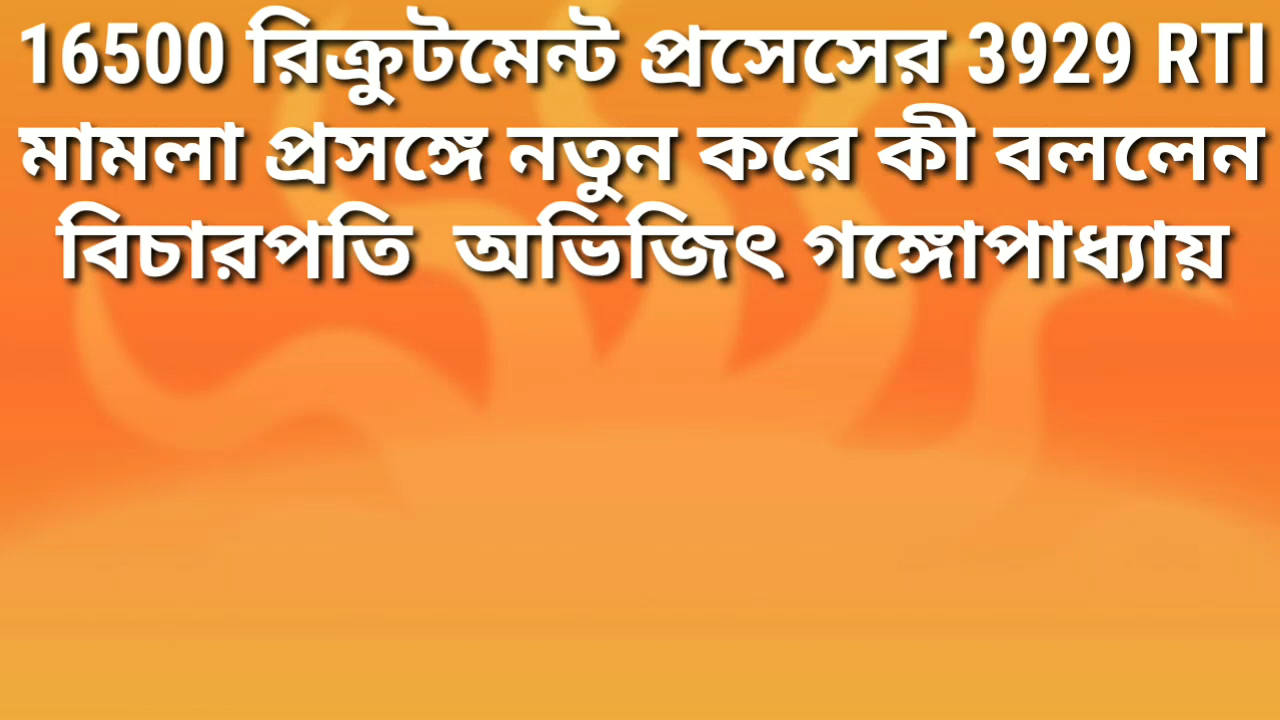 16500 রিক্রুটমেন্ট প্রসেসের 3929 RTI
মামলা প্রসঙ্গে নতুন করে কী বললেন
বিচারপতি অভিজিৎ গঙ্গোপাধ্যায়